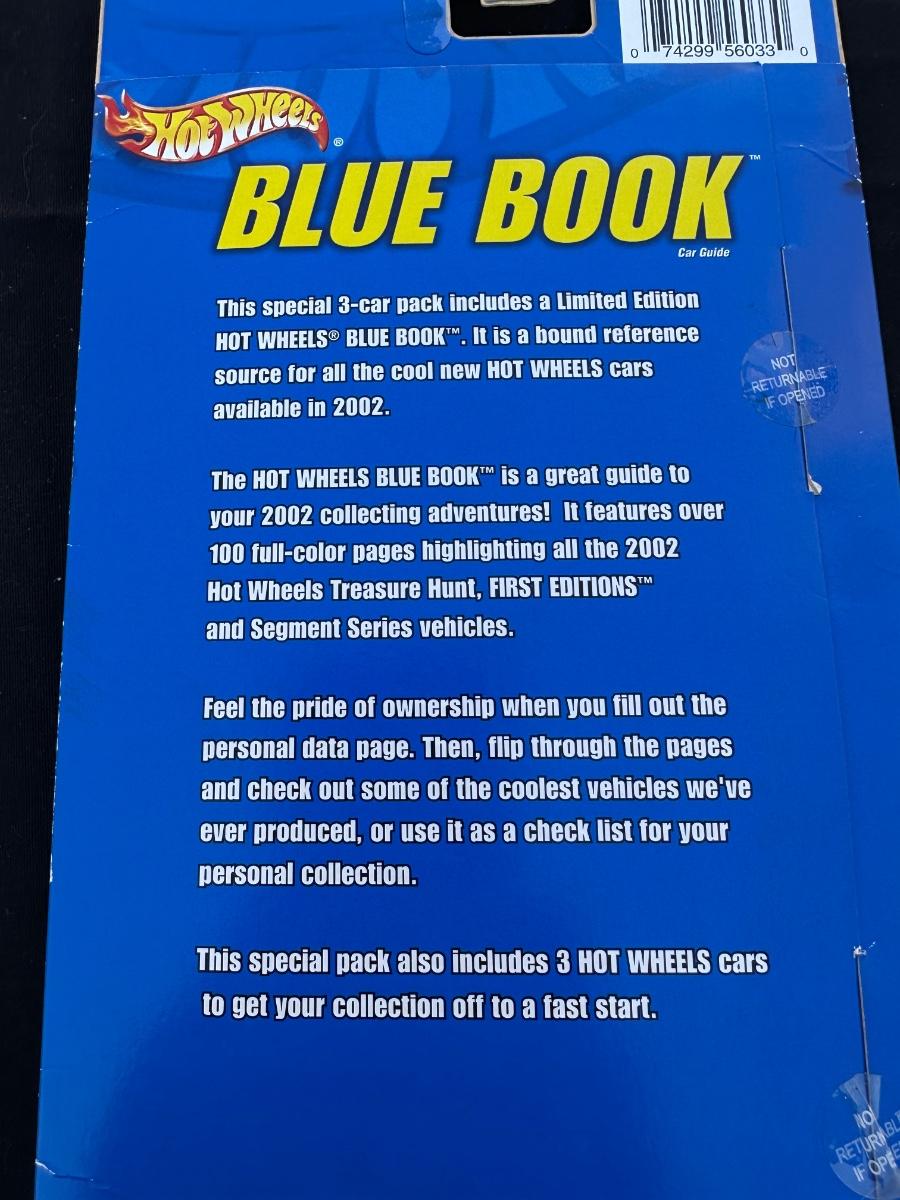 0 74299 56033 0
HOT WHEELS®
BLUE BOOK™
Car Guide
This special 3-car pack includes a Limited Edition
HOT WHEELS® BLUE BOOK™. It is a bound reference
source for all the cool new HOT WHEELS cars
available in 2002.
NOT
RETURNABLE
IF OPENED
The HOT WHEELS BLUE BOOK™ is a great guide to
your 2002 collecting adventures! It features over
100 full-color pages highlighting all the 2002
Hot Wheels Treasure Hunt, FIRST EDITIONS™
and Segment Series vehicles.
Feel the pride of ownership when you fill out the
personal data page. Then, flip through the pages
and check out some of the coolest vehicles we've
ever produced, or use it as a check list for your
personal collection.
This special pack also includes 3 HOT WHEELS cars
to get your collection off to a fast start.
NO
RETURNABL
IF OPE